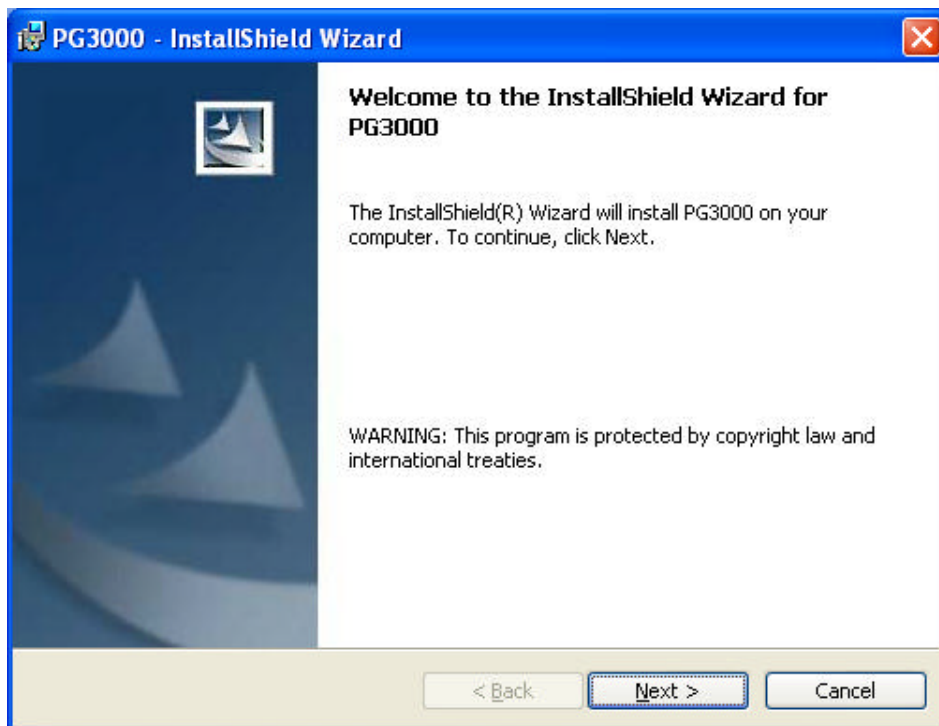 PG3000 - InstallShield Wizard
Welcome to the InstallShield Wizard for
PG3000
The InstallShield(R) Wizard will install PG3000 on your
computer. To continue, click Next.
WARNING: This program is protected by copyright law and
international treaties.
< Back
Next >
Cancel